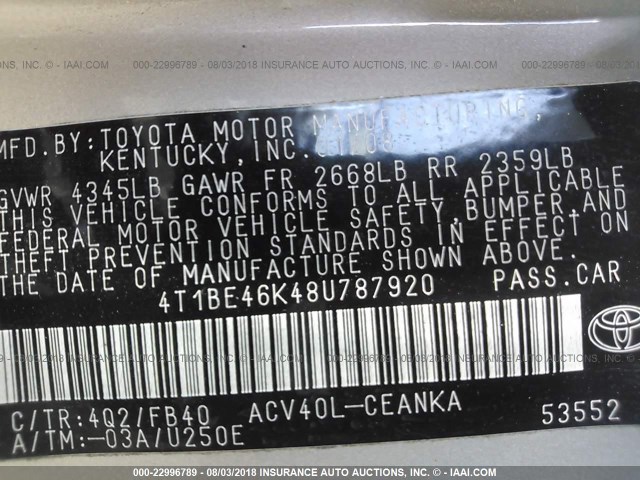 000-22996789 - 08/03/2018 INSURANCE AUTO AUCTIONS, INC. © - IAAI.COM
MFD.BY:TOYOTA MOTOR MANUFACTURING,
KENTUCKY,INC.
GVWR 4345LB GAWR FR 2668LB RR 2359LB
THIS VEHICLE CONFORMS TO ALL APPLICABLE
FEDERAL MOTOR VEHICLE SAFETY,BUMPER AND
THEFT PREVENTION STANDARDS IN EFFECT ON
THE DATE OF MANUFACTURE SHOWN ABOVE.
4T1BE46K48U787920 PASS.CAR
C/TR:4Q2/FB40 ACV40L-CEANKA
A/TM:-03A/U250E 53552
000-22996789 - 08/03/2018 INSURANCE AUTO AUCTIONS, INC. © - IAAI.COM